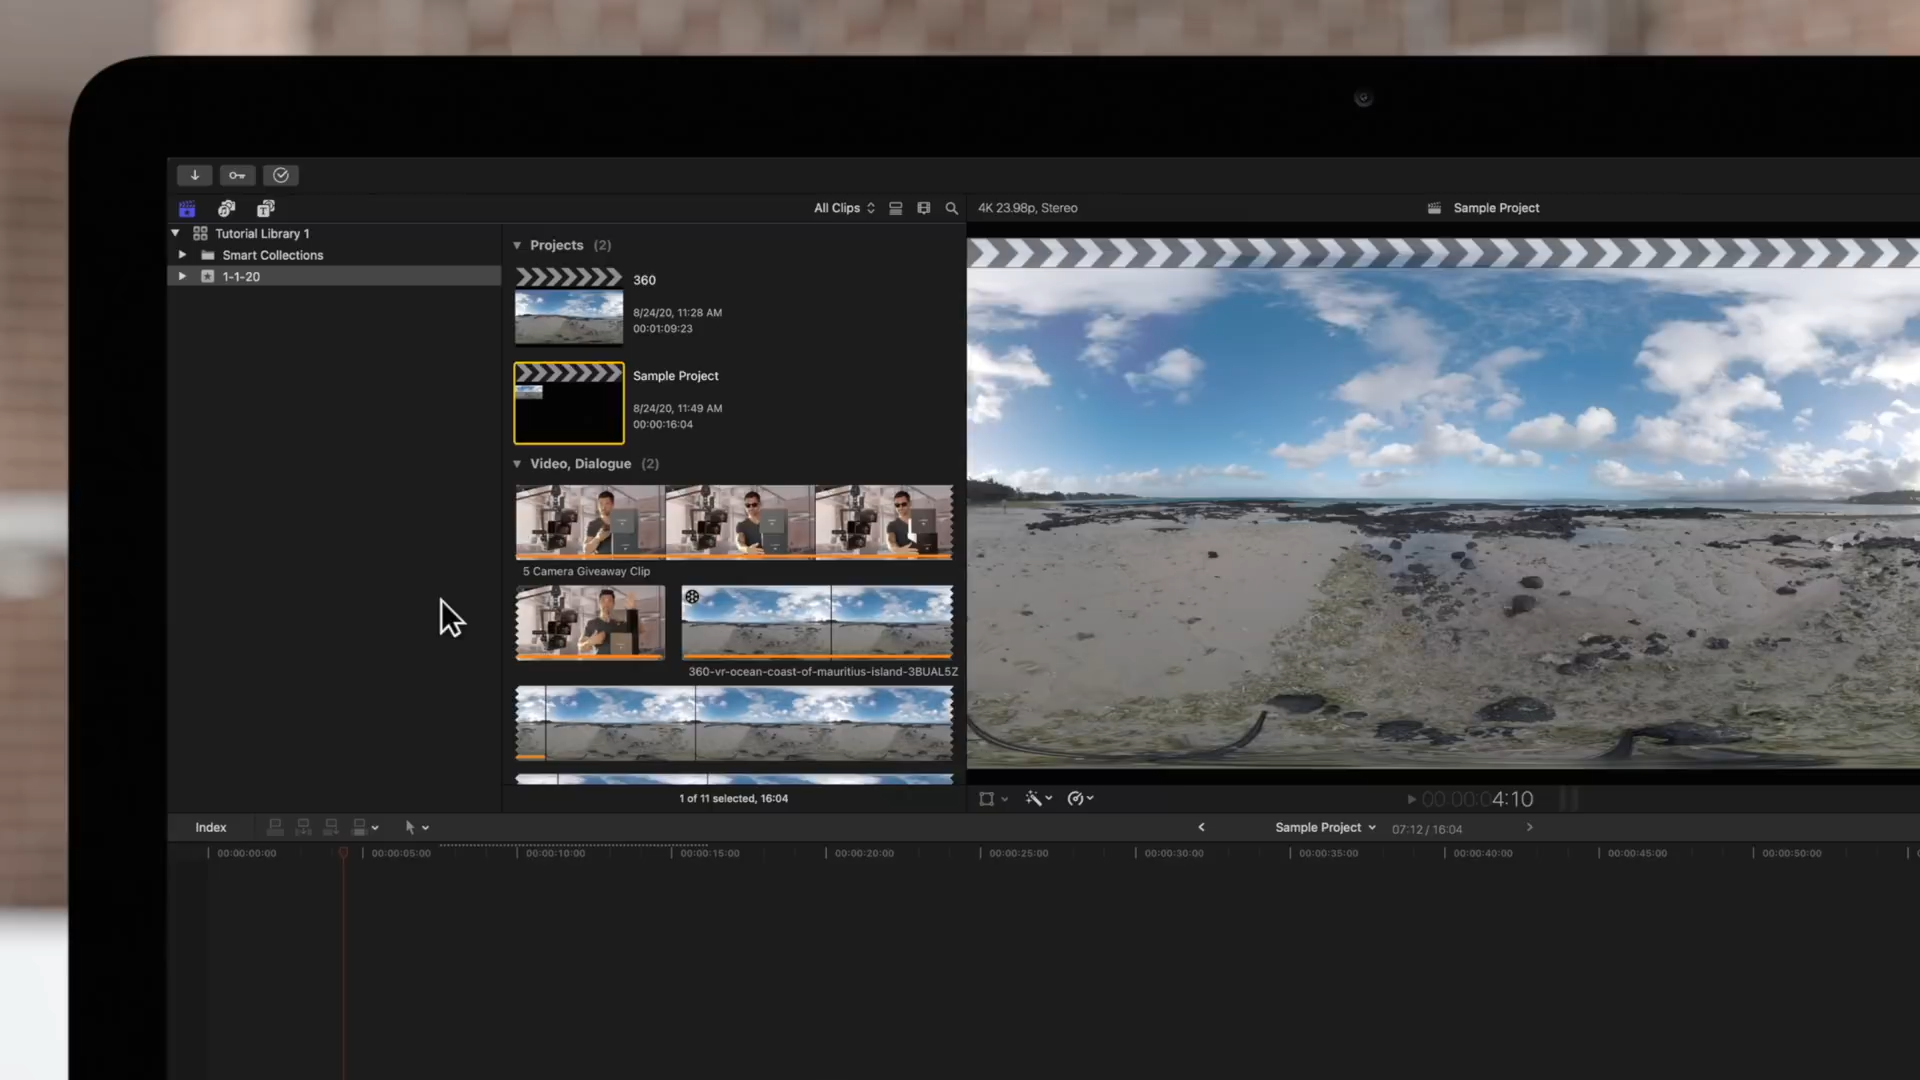 All Clips
4K 23.98p, Stereo
Sample Project
Tutorial Library 1
Smart Collections
1-1-20
Projects (2)
360
8/24/20, 11:28 AM
00:01:09:23
Sample Project
8/24/20, 11:49 AM
00:00:16:04
Video, Dialogue (2)
5 Camera Giveaway Clip
360-vr-ocean-coast-of-mauritius-island-3BUAL5Z
1 of 11 selected, 16:04
00:00:04:10
Index
Sample Project
07:12 / 16:04
00:00:00:00
00:00:05:00
00:00:10:00
00:00:15:00
00:00:20:00
00:00:25:00
00:00:30:00
00:00:35:00
00:00:40:00
00:00:45:00
00:00:50:00